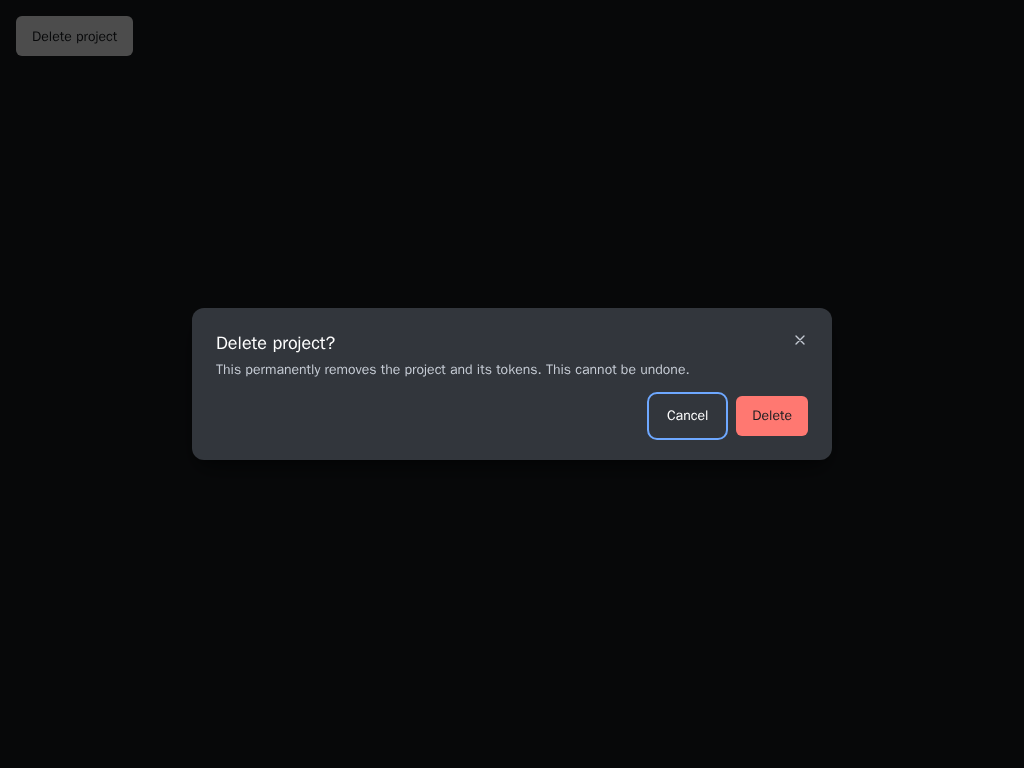 Delete project
Delete project?
This permanently removes the project and its tokens. This cannot be undone.
Cancel
Delete